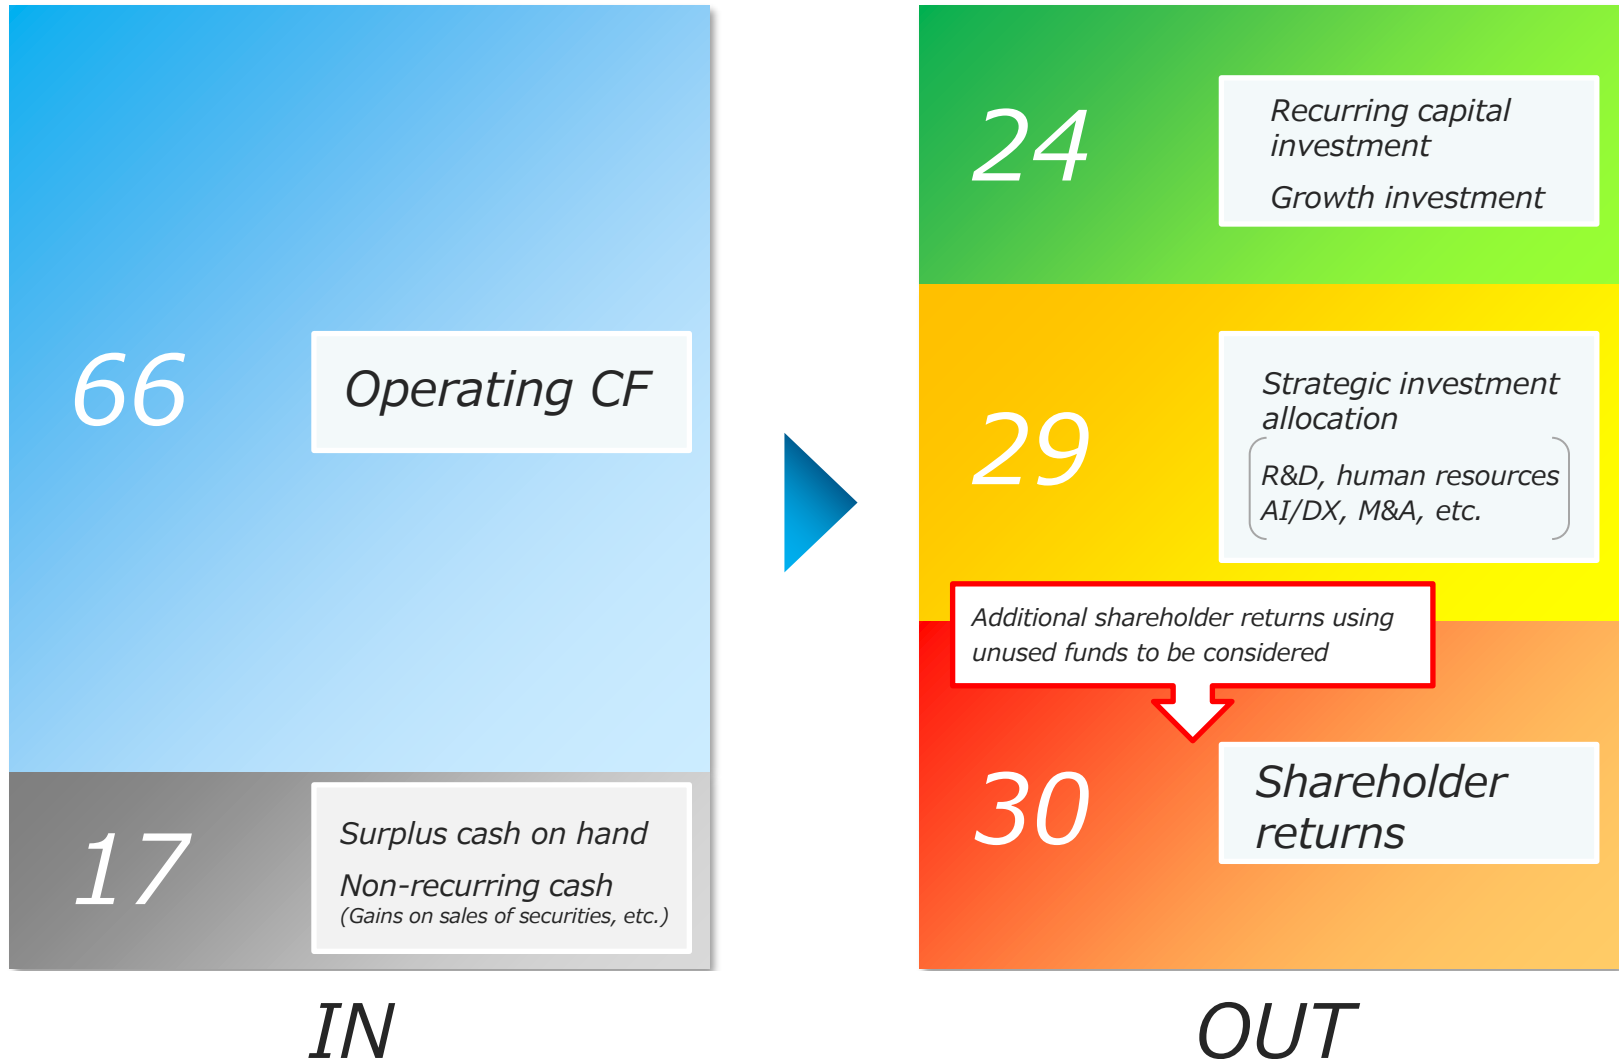 66
Operating CF
17
Surplus cash on hand
Non-recurring cash
(Gains on sales of securities, etc.)
IN
24
Recurring capital
investment
Growth investment
29
Strategic investment
allocation
R&D, human resources
AI/DX, M&A, etc.
Additional shareholder returns using
unused funds to be considered
30
Shareholder
returns
OUT